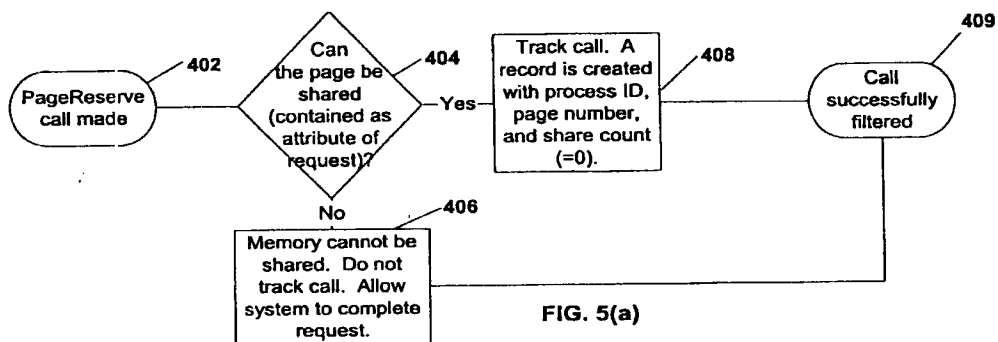 402
PageReserve
call made
Can
the page be
shared
(contained as
attribute of
request)?
404
Yes
Track call. A
record is created
with process ID,
page number,
and share count
(=0).
408
409
Call
successfully
filtered
No
406
Memory cannot be
shared. Do not
track call. Allow
system to complete
request.
FIG. 5(a)